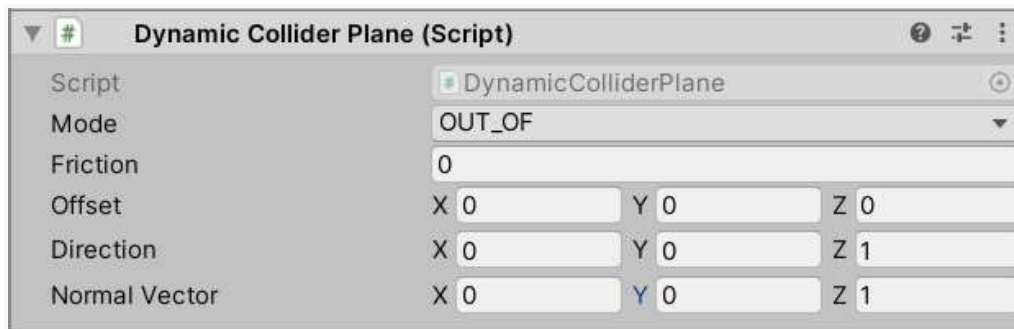 # Dynamic Collider Plane (Script)
Script # DynamicColliderPlane
Mode OUT_OF
Friction 0
Offset X 0 Y 0 Z 0
Direction X 0 Y 0 Z 1
Normal Vector X 0 Y 0 Z 1